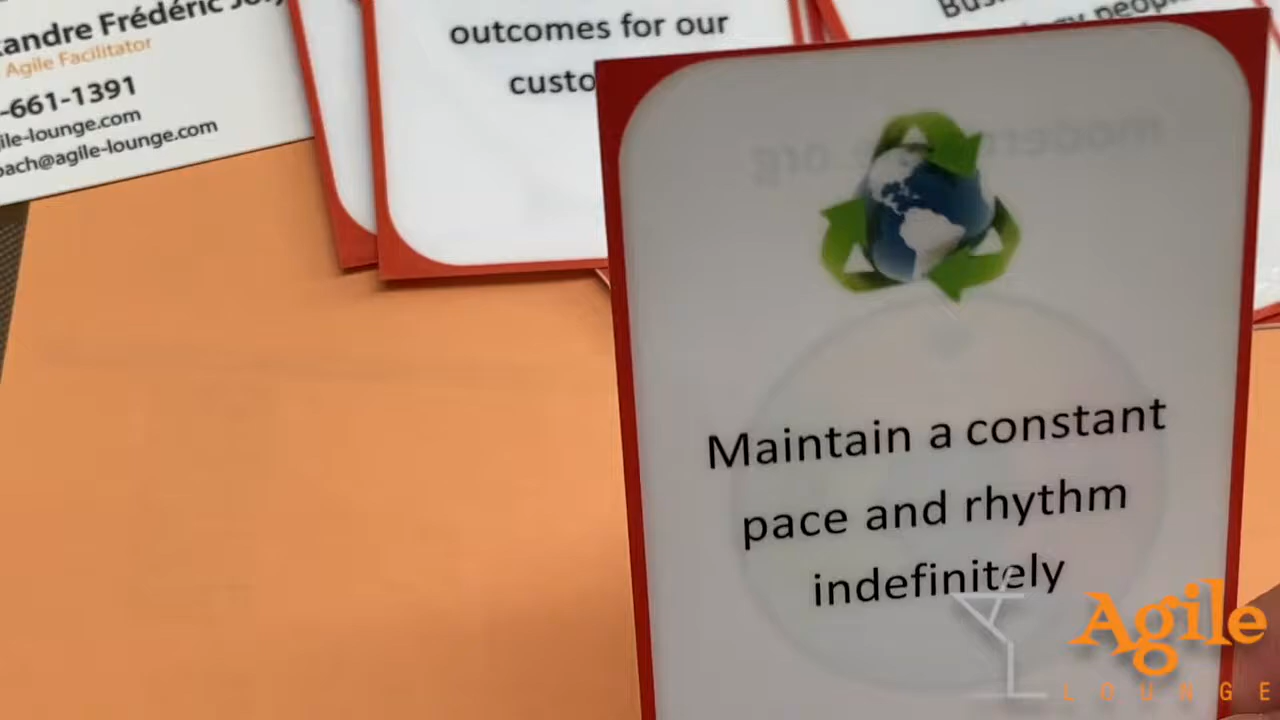 andre Frédéric
Agile Facilitator
-661-1391
ile-lounge.com
oach@agile-lounge.com
outcomes for our
custo
Maintain a constant
pace and rhythm
indefinitely
Agile
LOUNGE